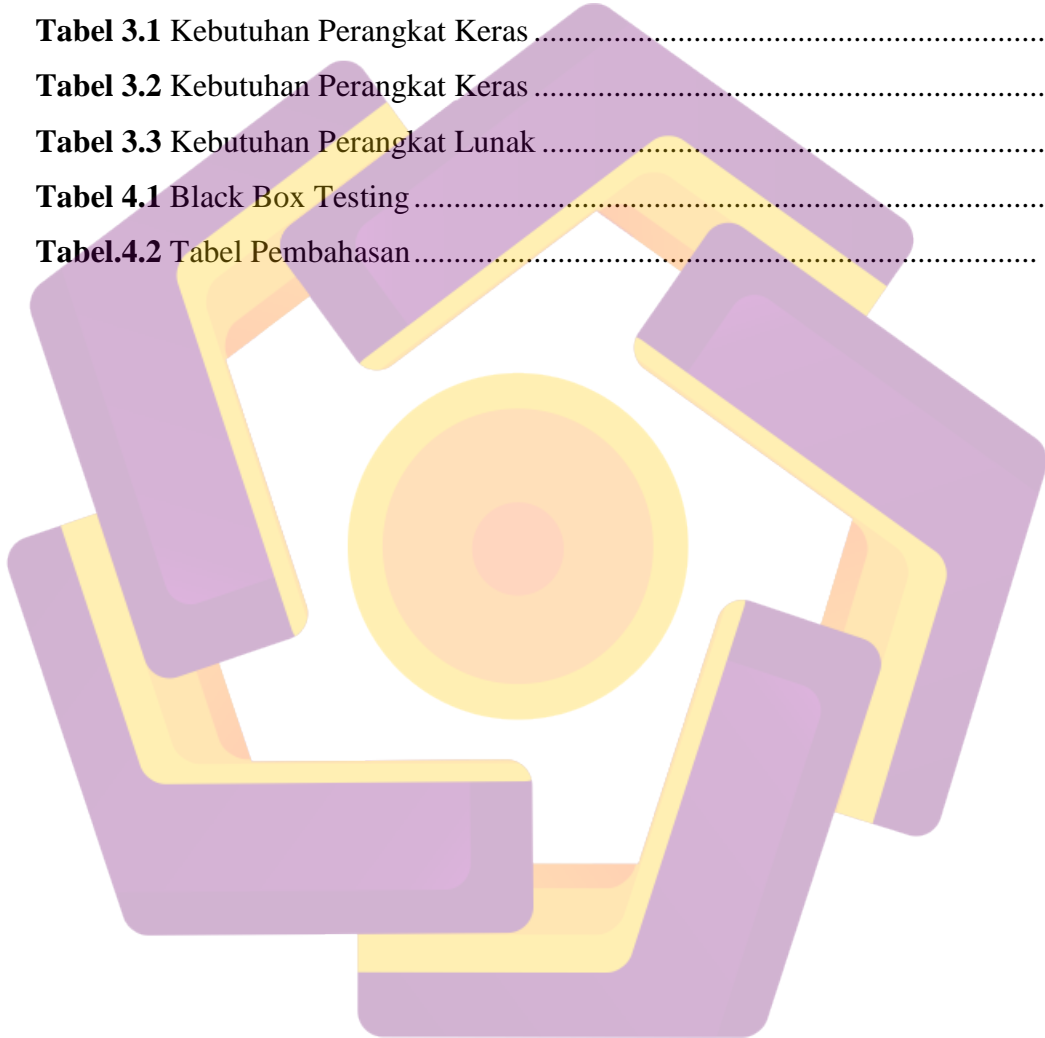 Tabel 3.1 Kebutuhan Perangkat Keras ................................................................
Tabel 3.2 Kebutuhan Perangkat Keras ................................................................
Tabel 3.3 Kebutuhan Perangkat Lunak ...............................................................
Tabel 4.1 Black Box Testing ...............................................................................
Tabel.4.2 Tabel Pembahasan ..............................................................................